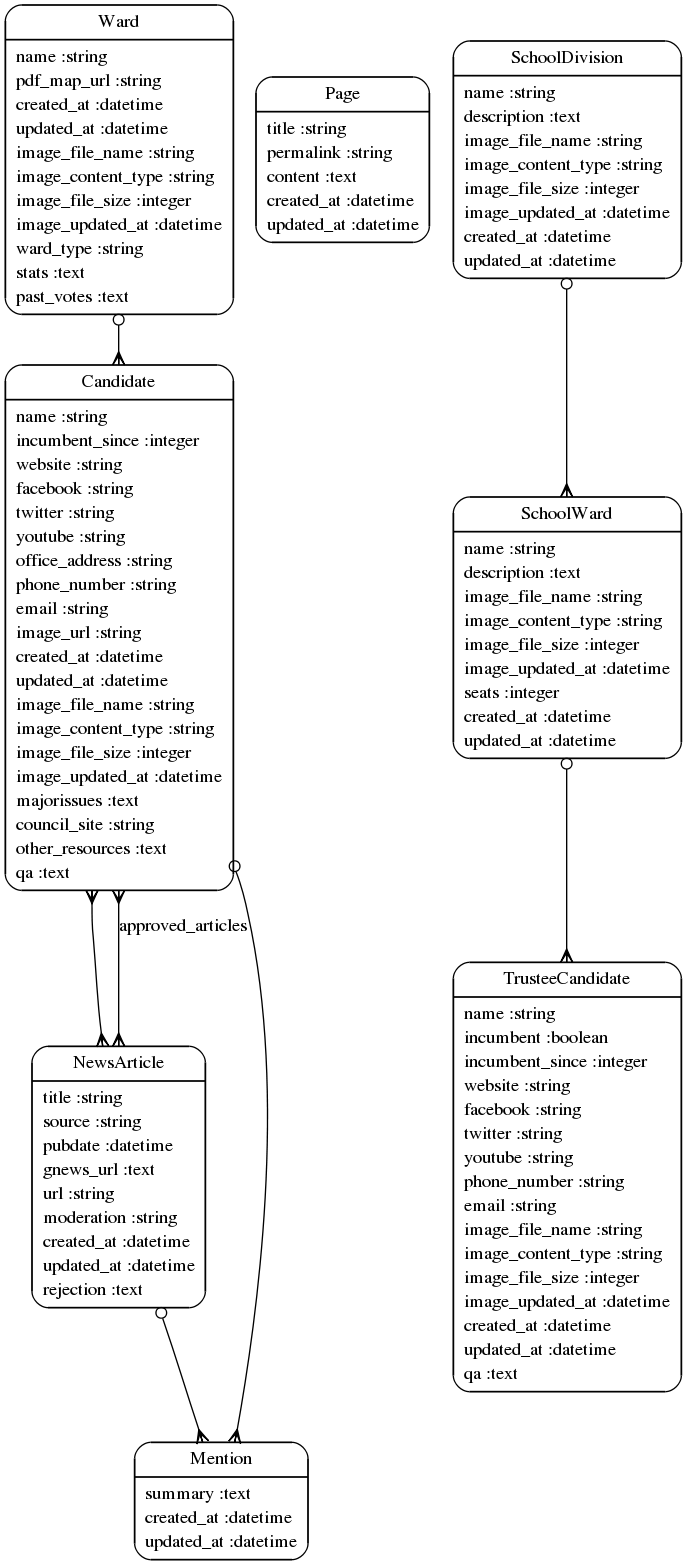 Ward
name :string
pdf_map_url :string
created_at :datetime
updated_at :datetime
image_file_name :string
image_content_type :string
image_file_size :integer
image_updated_at :datetime
ward_type :string
stats :text
past_votes :text
Page
title :string
permalink :string
content :text
created_at :datetime
updated_at :datetime
SchoolDivision
name :string
description :text
image_file_name :string
image_content_type :string
image_file_size :integer
image_updated_at :datetime
created_at :datetime
updated_at :datetime
Candidate
name :string
incumbent_since :integer
website :string
facebook :string
twitter :string
youtube :string
office_address :string
phone_number :string
email :string
image_url :string
created_at :datetime
updated_at :datetime
image_file_name :string
image_content_type :string
image_file_size :integer
image_updated_at :datetime
majorissues :text
council_site :string
other_resources :text
qa :text
SchoolWard
name :string
description :text
image_file_name :string
image_content_type :string
image_file_size :integer
image_updated_at :datetime
seats :integer
created_at :datetime
updated_at :datetime
approved_articles
NewsArticle
title :string
source :string
pubdate :datetime
gnews_url :text
url :string
moderation :string
created_at :datetime
updated_at :datetime
rejection :text
TrusteeCandidate
name :string
incumbent :boolean
incumbent_since :integer
website :string
facebook :string
twitter :string
youtube :string
phone_number :string
email :string
image_file_name :string
image_content_type :string
image_file_size :integer
image_updated_at :datetime
created_at :datetime
updated_at :datetime
qa :text
Mention
summary :text
created_at :datetime
updated_at :datetime